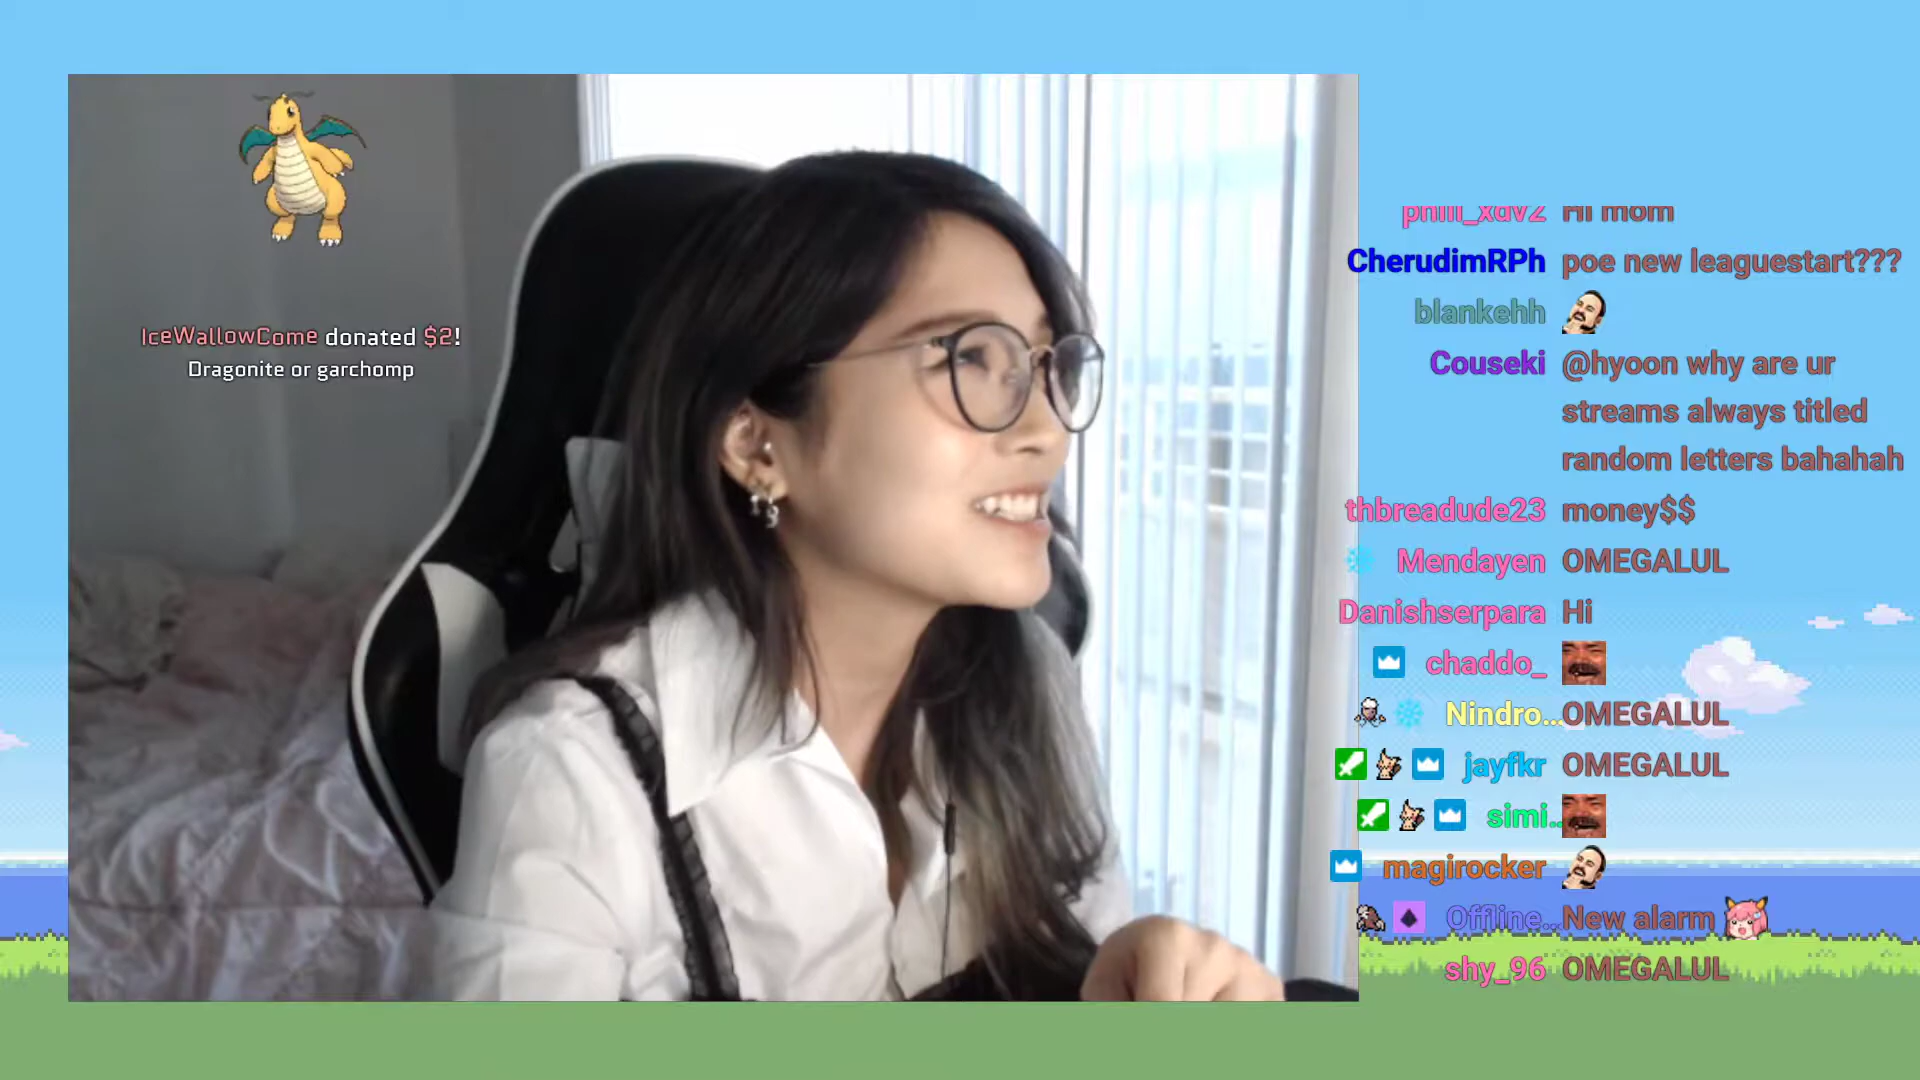 IceWallowCome donated $2!
Dragonite or garchomp
phill_xdv2 Hi mom
CherudimRPh poe new leaguestart???
blankehh
Couseki @hyoon why are ur
streams always titled
random letters bahahah
thbreadude23 money$$
Mendayen OMEGALUL
Danishserpara Hi
chaddo_
Nindro... OMEGALUL
jayfkr OMEGALUL
simi...
magirocker
Offline... New alarm
shy_96 OMEGALUL